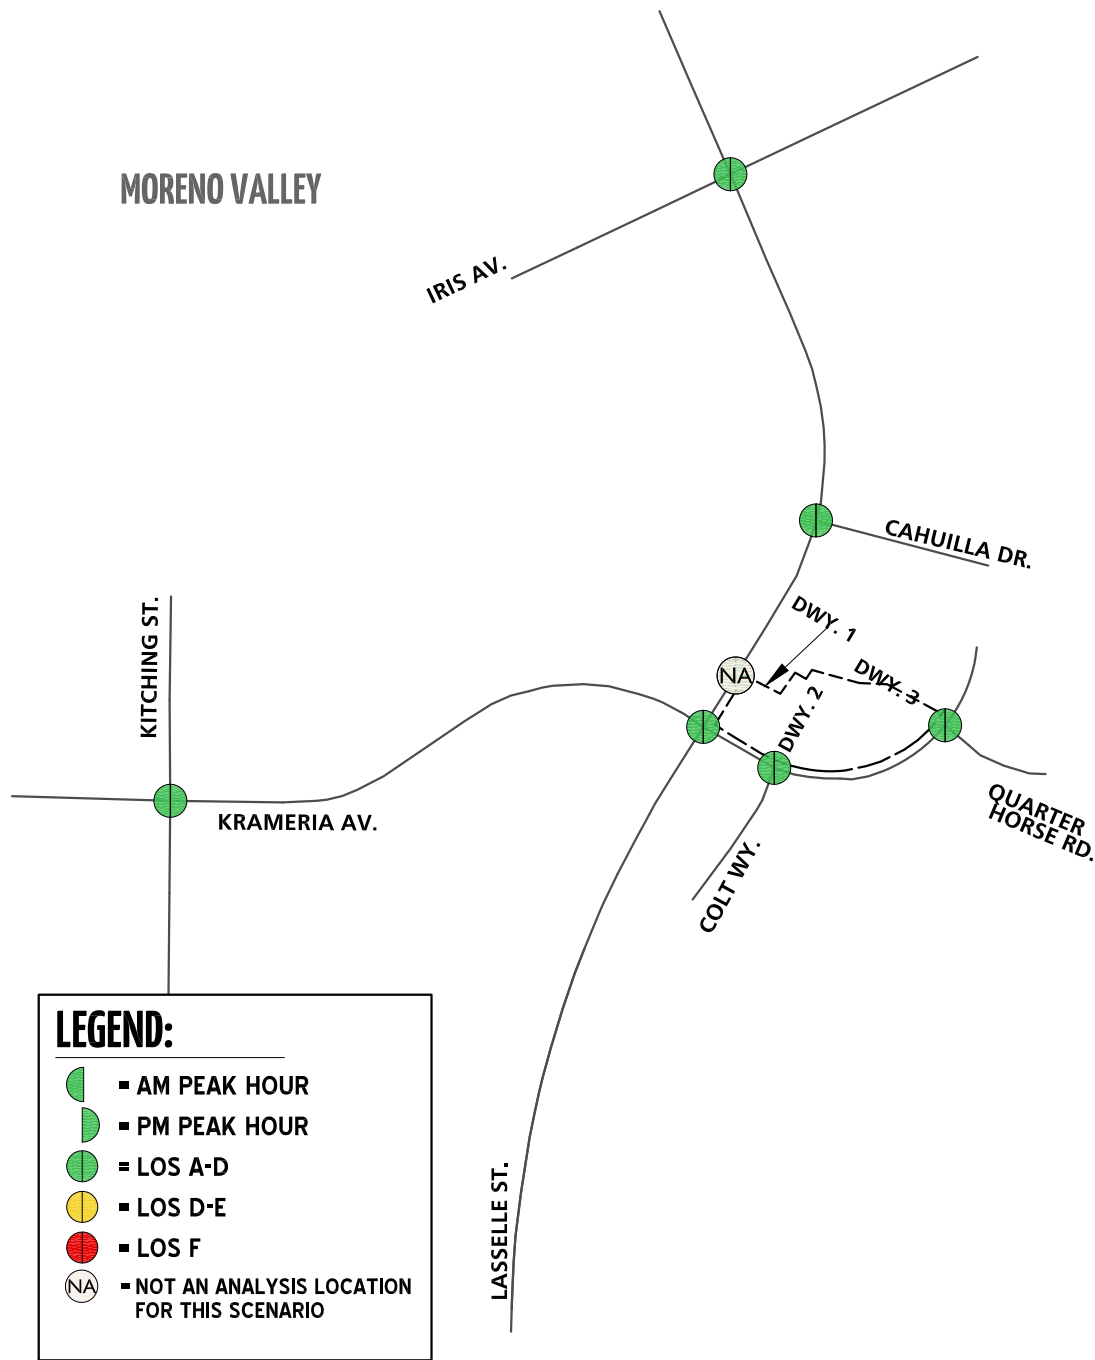 MORENO VALLEY
IRIS AV.
CAHUILLA DR.
DWY. 1
KITCHING ST.
NA
DWY. 3
DWY. 2
KRAMERIA AV.
QUARTER
HORSE RD.
COLT WY.
LASSELLE ST.
LEGEND:
= AM PEAK HOUR
= PM PEAK HOUR
= LOS A-D
= LOS D-E
= LOS F
NA = NOT AN ANALYSIS LOCATION
FOR THIS SCENARIO